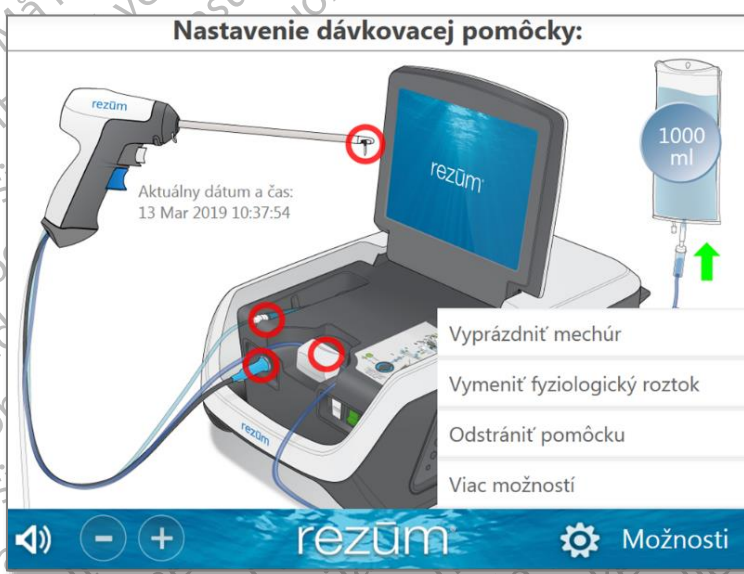 Nastavenie dávkovacej pomôcky:
rezūm
rezūm
1000
ml
Aktuálny dátum a čas:
13 Mar 2019 10:37:54
rezūm
Vyprázdniť mechúr
Vymeniť fyziologický roztok
Odstrániť pomôcku
Viac možností
rezūm
Možnosti